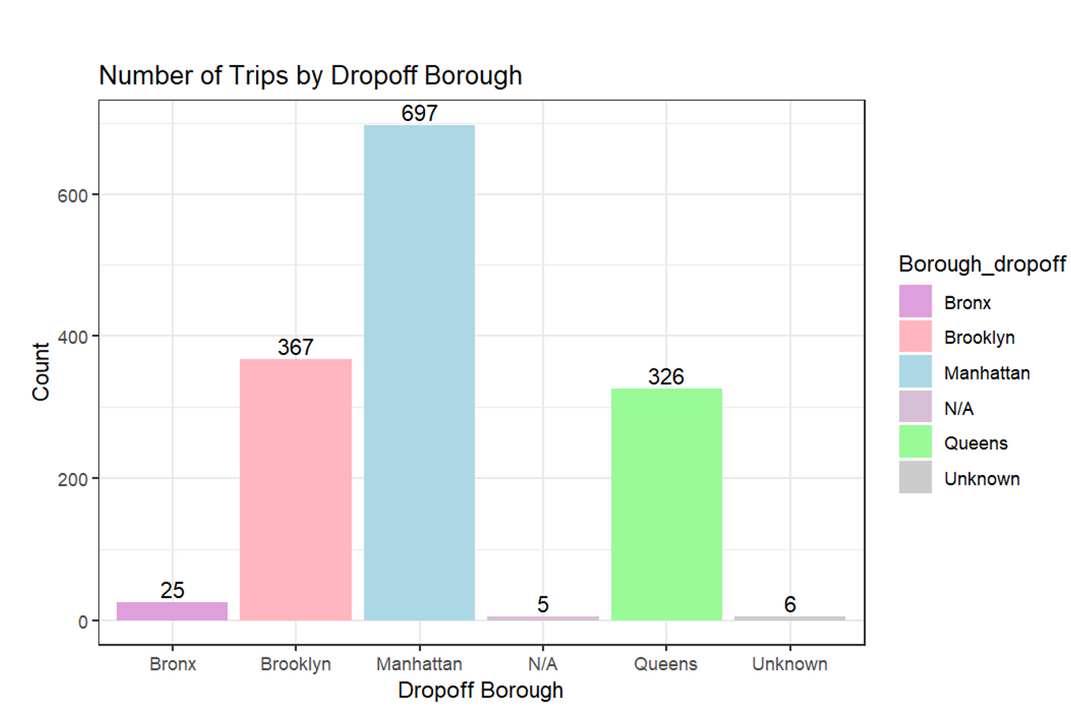 Number of Trips by Dropoff Borough
697
600
400
367
326
200
25
5
6
0
Count
Bronx
Brooklyn
Manhattan
N/A
Queens
Unknown
Dropoff Borough
Borough_dropoff
Bronx
Brooklyn
Manhattan
N/A
Queens
Unknown